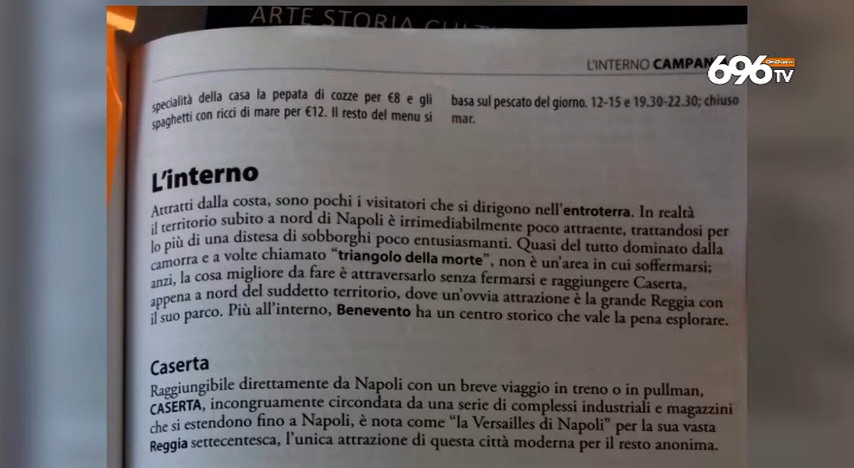 ARTE STORIA
L'INTERNO CAMPAN
696
TV
specialità della casa la pepata di cozze per €8 e gli
spaghetti con ricci di mare per €12. Il resto del menu si
basa sul pescato del giorno. 12-15 e 19.30-22.30; chiuso
mar.
L'interno
Attratti dalla costa, sono pochi i visitatori che si dirigono nell'entroterra. In realtà
il territorio subito a nord di Napoli è irrimediabilmente poco attraente, trattandosi per
lo più di una distesa di sobborghi poco entusiasmanti. Quasi del tutto dominato dalla
camorra e a volte chiamato "triangolo della morte", non è un'area in cui soffermarsi;
anzi, la cosa migliore da fare è attraversarlo senza fermarsi e raggiungere Caserta,
appena a nord del suddetto territorio, dove un'ovvia attrazione è la grande Reggia con
il suo parco. Più all'interno, Benevento ha un centro storico che vale la pena esplorare.
Caserta
Raggiungibile direttamente da Napoli con un breve viaggio in treno o in pullman,
CASERTA, incongruamente circondata da una serie di complessi industriali e magazzini
che si estendono fino a Napoli, è nota come "la Versailles di Napoli" per la sua vasta
Reggia settecentesca, l'unica attrazione di questa città moderna per il resto anonima.